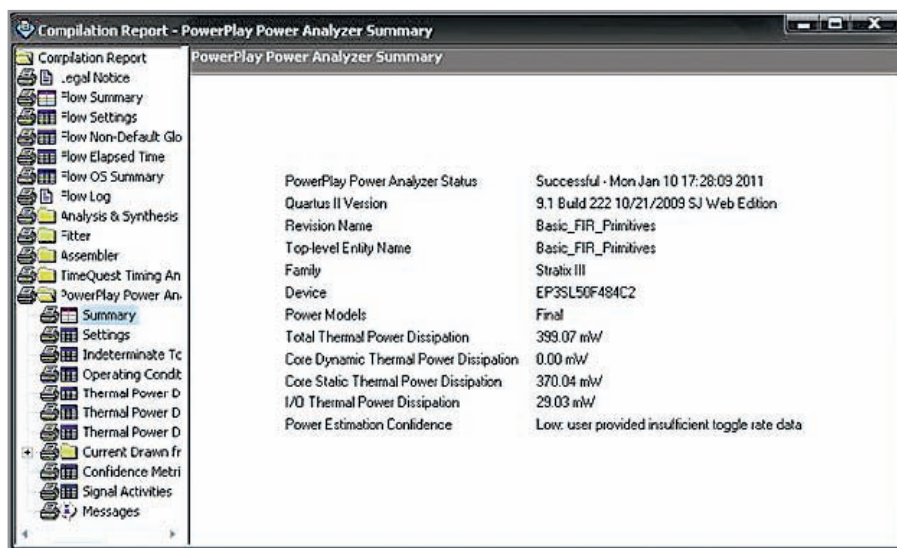 Compilation Report - PowerPlay Power Analyzer Summary
Compilation Report
Legal Notice
Flow Summary
Flow Settings
Flow Non-Default Glo
Flow Elapsed Time
Flow OS Summary
Flow Log
Analysis & Synthesis
Fitter
Assembler
TimeQuest Timing An
PowerPlay Power An
Summary
Settings
Indeterminate To
Operating Condit
Thermal Power D
Thermal Power D
Thermal Power D
Current Drawn fr
Confidence Metri
Signal Activities
Messages
PowerPlay Power Analyzer Summary
PowerPlay Power Analyzer Status Successful - Mon Jan 10 17:28:09 2011
Quartus II Version 9.1 Build 222 10/21/2009 SJ Web Edition
Revision Name Basic_FIR_Primitives
Top-level Entity Name Basic_FIR_Primitives
Family Stratix III
Device EP3SL50F484C2
Power Models Final
Total Thermal Power Dissipation 399.07 mW
Core Dynamic Thermal Power Dissipation 0.00 mW
Core Static Thermal Power Dissipation 370.04 mW
I/O Thermal Power Dissipation 29.03 mW
Power Estimation Confidence Low: user provided insufficient toggle rate data